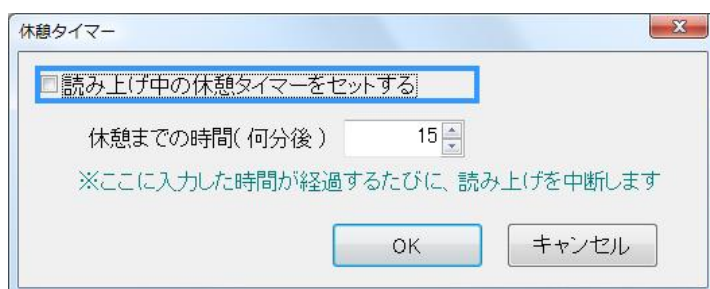 休憩タイマー
読み上げ中の休憩タイマーをセットする
休憩までの時間(何分後) 15
※ここに入力した時間が経過するたびに、読み上げを中断します
OK キャンセル